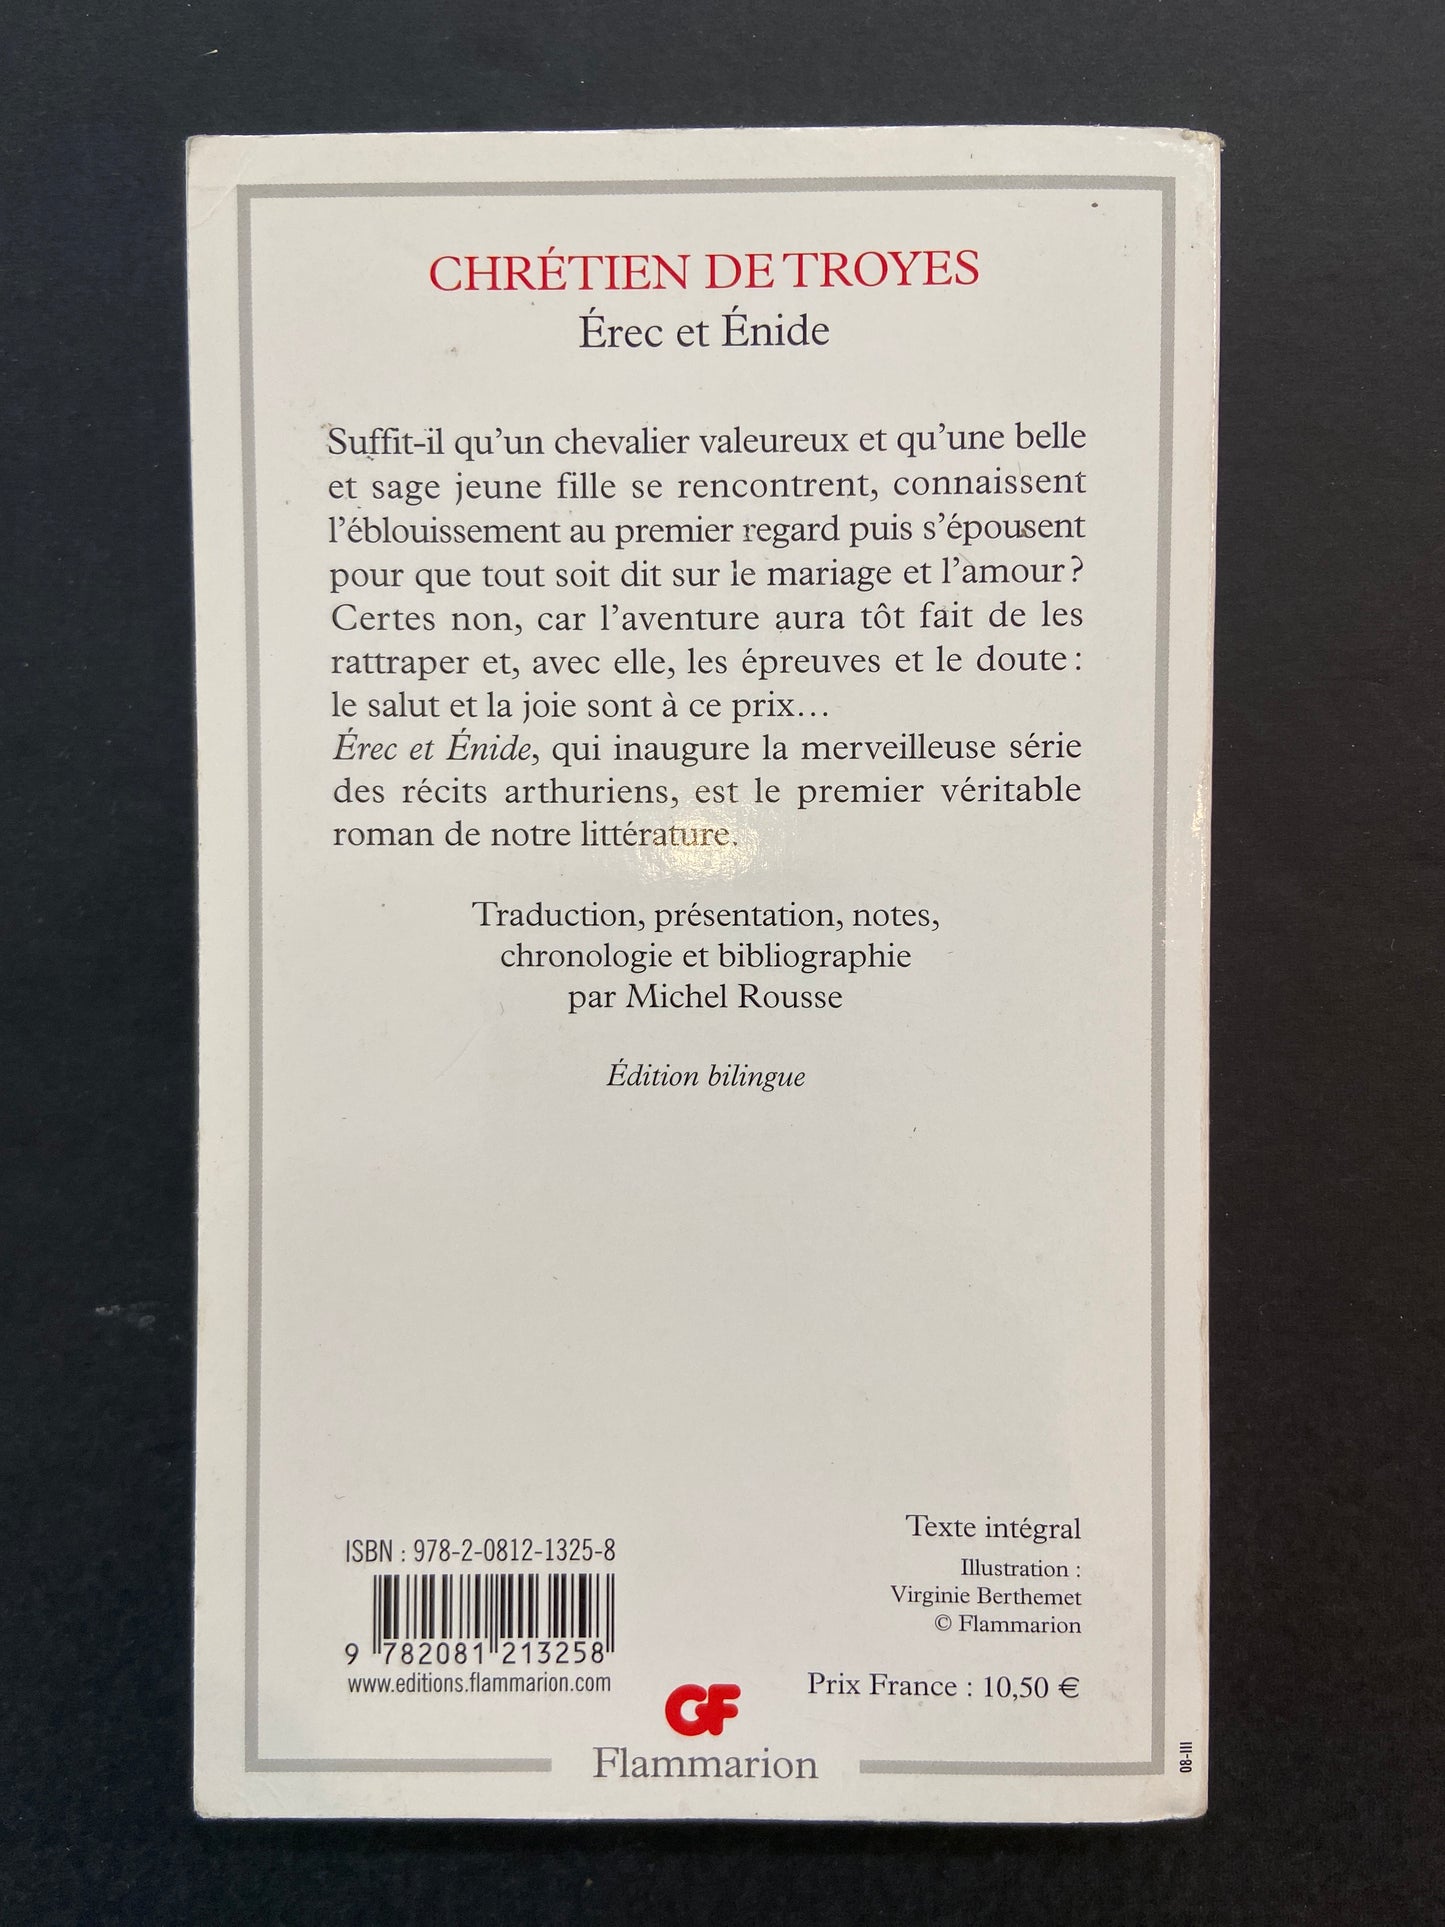 CHRÉTIEN DE TROYES
Érec et Énide
Suffit-il qu’un chevalier valeureux et qu’une belle
et sage jeune fille se rencontrent, connaissent
l’éblouissement au premier regard puis s’épousent
pour que tout soit dit sur le mariage et l’amour ?
Certes non, car l’aventure aura tôt fait de les
rattraper et, avec elle, les épreuves et le doute :
le salut et la joie sont à ce prix…
Érec et Énide, qui inaugure la merveilleuse série
des récits arthuriens, est le premier véritable
roman de notre littérature.
Traduction, présentation, notes,
chronologie et bibliographie
par Michel Rousse
Édition bilingue
Texte intégral
Illustration :
Virginie Berthemet
© Flammarion
Prix France : 10,50 €
ISBN : 978-2-0812-1325-8
9 782081 213258
www.editions.flammarion.com
GF
Flammarion
08-III